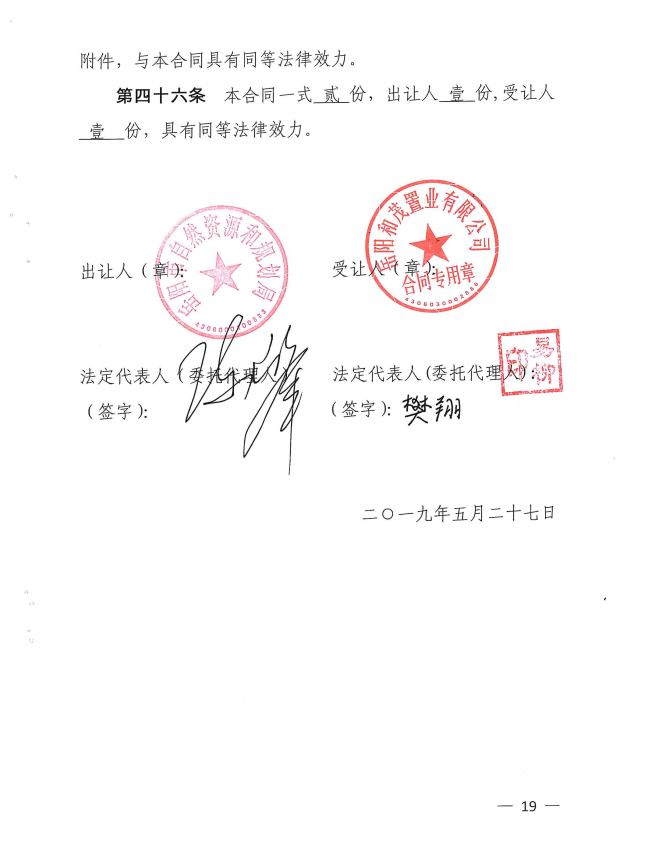 附件，与本合同具有同等法律效力。
第四十六条 本合同一式 贰 份，出让人 壹 份,受让人
壹 份，具有同等法律效力。
岳阳市自然资源和规划局
岳阳和茂置业有限公司
合同专用章
出让人（章）：
受让人（章）：
法定代表人（委托代理人）
法定代表人(委托代理人)：
易柳
印
（签字）：
（签字）：樊翔
二〇一九年五月二十七日
— 19 —